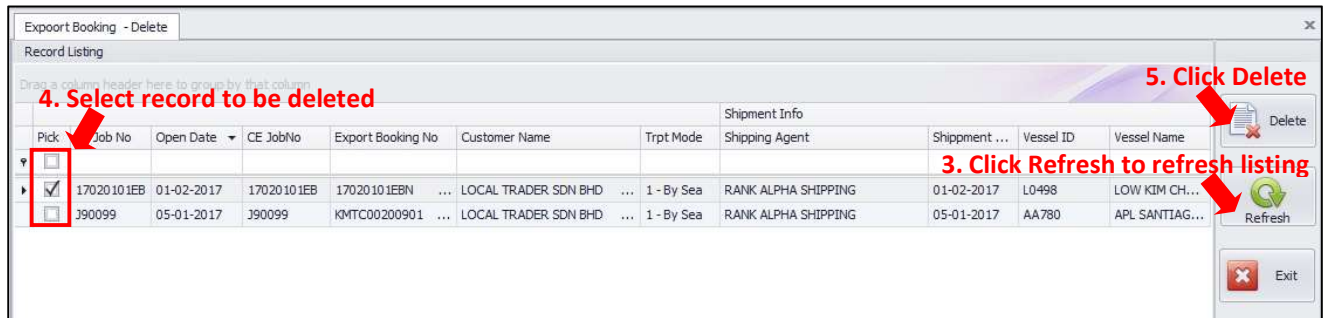 Expoort Booking - Delete
Record Listing
Drag a column header here to group by that column
5. Click Delete
4. Select record to be deleted
Delete
Shipment Info
Pick Job No Open Date CE JobNo Export Booking No Customer Name Trpt Mode Shipping Agent Shippment ... Vessel ID Vessel Name
3. Click Refresh to refresh listing
17020101EB 01-02-2017 17020101EB 17020101EBN ... LOCAL TRADER SDN BHD ... 1 - By Sea RANK ALPHA SHIPPING 01-02-2017 L0498 LOW KIM CH...
J90099 05-01-2017 J90099 KMTC00200901 ... LOCAL TRADER SDN BHD ... 1 - By Sea RANK ALPHA SHIPPING 05-01-2017 AA780 APL SANTIAG...
Refresh
Exit